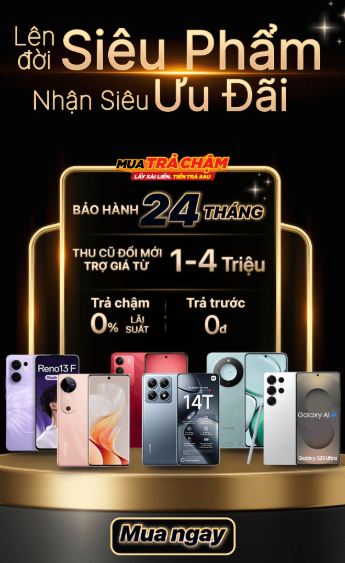 Lên đời Siêu Phẩm
Nhận Siêu Ưu Đãi
MUA TRẢ CHẬM
LẤY XÀI LIỀN, TIỀN TRẢ SAU
BẢO HÀNH 24 THÁNG
THU CŨ ĐỔI MỚI
TRỢ GIÁ TỪ 1-4 Triệu
Trả chậm
0% LÃI SUẤT
Trả trước
0đ
Reno13 F
14T
Galaxy AI
Galaxy S25 Ultra
Mua ngay